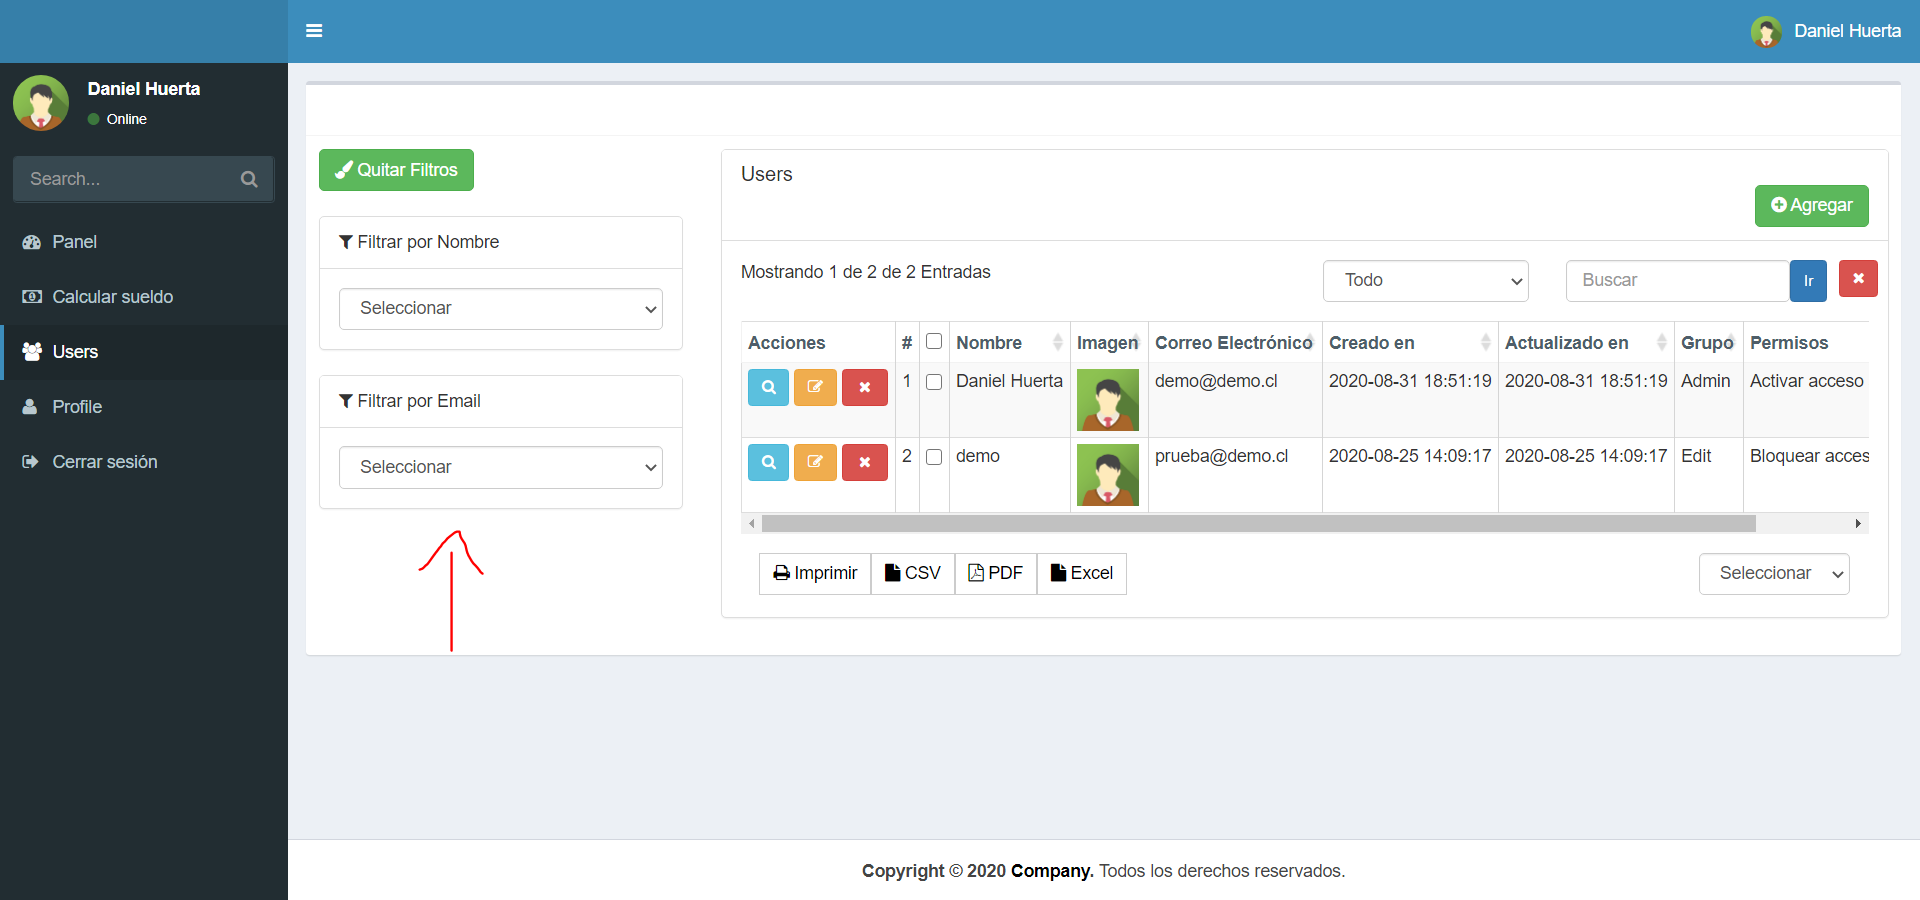 Daniel Huerta
Daniel Huerta
Online
Search...
Panel
Calcular sueldo
Users
Profile
Cerrar sesión
Quitar Filtros
Filtrar por Nombre
Seleccionar
Filtrar por Email
Seleccionar
Users
Agregar
Mostrando 1 de 2 de 2 Entradas
Todo
Buscar
Ir
Acciones # Nombre Imagen Correo Electrónico Creado en Actualizado en Grupo Permisos
1 Daniel Huerta demo@demo.cl 2020-08-31 18:51:19 2020-08-31 18:51:19 Admin Activar acceso
2 demo prueba@demo.cl 2020-08-25 14:09:17 2020-08-25 14:09:17 Edit Bloquear acces
Imprimir CSV PDF Excel
Seleccionar
Copyright © 2020 Company. Todos los derechos reservados.